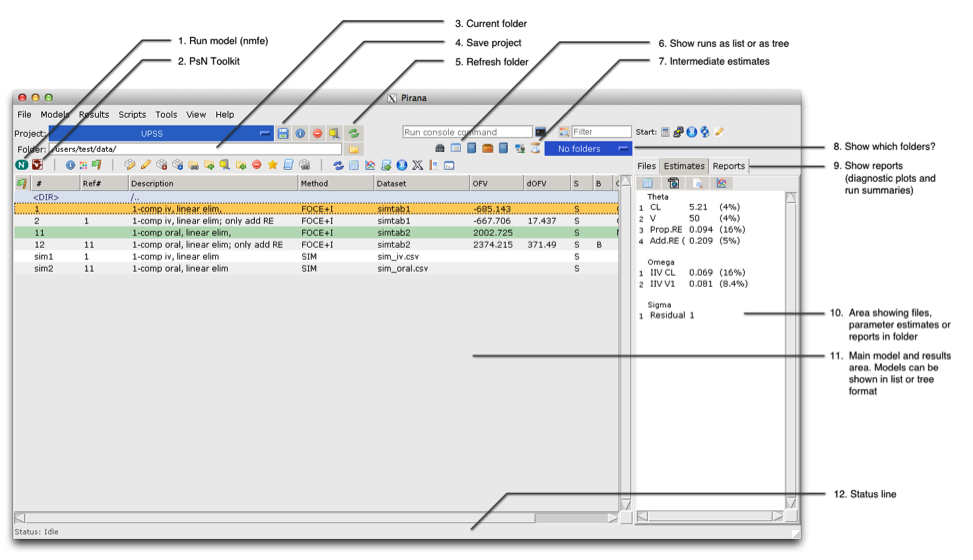 1. Run model (nmfe)
2. PsN Toolkit
3. Current folder
4. Save project
5. Refresh folder
6. Show runs as list or as tree
7. Intermediate estimates
Pirana
File Models Results Scripts Tools View Help
Project: UPSS Run console command Filter Start:
Folder: /users/test/data/ No folders
8. Show which folders?
Files Estimates Reports
9. Show reports
(diagnostic plots and
run summaries)
# Ref# Description Method Dataset OFV dOFV S B
<DIR> /..
1 1-comp iv, linear elim, FOCE+I simtab1 -685.143 S
2 1 1-comp iv, linear elim; only add RE FOCE+I simtab1 -667.706 17.437 S
11 1-comp oral, linear elim, FOCE+I simtab2 2002.725
12 11 1-comp oral, linear elim; only add RE FOCE+I simtab2 2374.215 371.49 S B
sim1 1 1-comp iv, linear elim SIM sim_iv.csv S
sim2 11 1-comp oral, linear elim SIM sim_oral.csv S
Theta
1 CL 5.21 (4%)
2 V 50 (4%)
3 Prop.RE 0.094 (16%)
4 Add.RE ( 0.209 (5%)
Omega
1 IIV CL 0.069 (16%)
2 IIV V1 0.081 (8.4%)
Sigma
1 Residual 1
10. Area showing files,
parameter estimates or
reports in folder
11. Main model and results
area. Models can be
shown in list or tree
format
12. Status line
Status: Idle